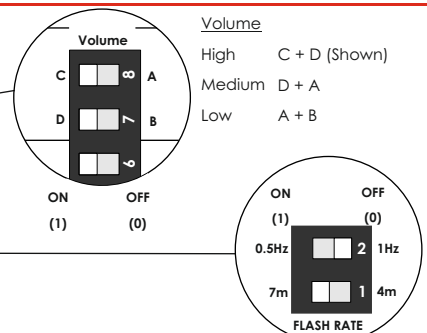 Volume
High C + D (Shown)
Medium D + A
Low A + B
Volume
C 8 A
D 7 B
6
ON OFF
(1) (0)
ON OFF
(1) (0)
0.5Hz 2 1Hz
7m 1 4m
FLASH RATE